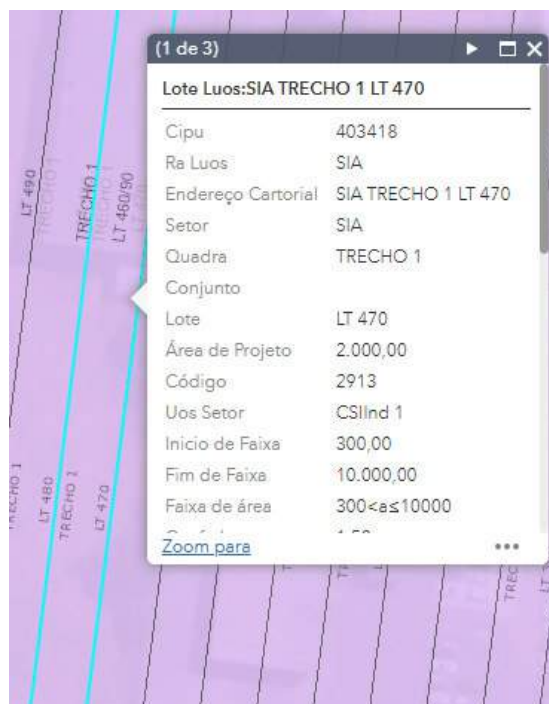 (1 de 3)
Lote Luos:SIA TRECHO 1 LT 470
Cipu 403418
Ra Luos SIA
Endereço Cartorial SIA TRECHO 1 LT 470
Setor SIA
Quadra TRECHO 1
Conjunto
Lote LT 470
Área de Projeto 2.000,00
Código 2913
Uos Setor CSIInd 1
Inicio de Faixa 300,00
Fim de Faixa 10.000,00
Faixa de área 300<a≤10000
Zoom para
LT 490
TRECHO 1
TRECHO 1
TRECHO 1
LT 460/90
LT 480
TRECHO 1
LT 470